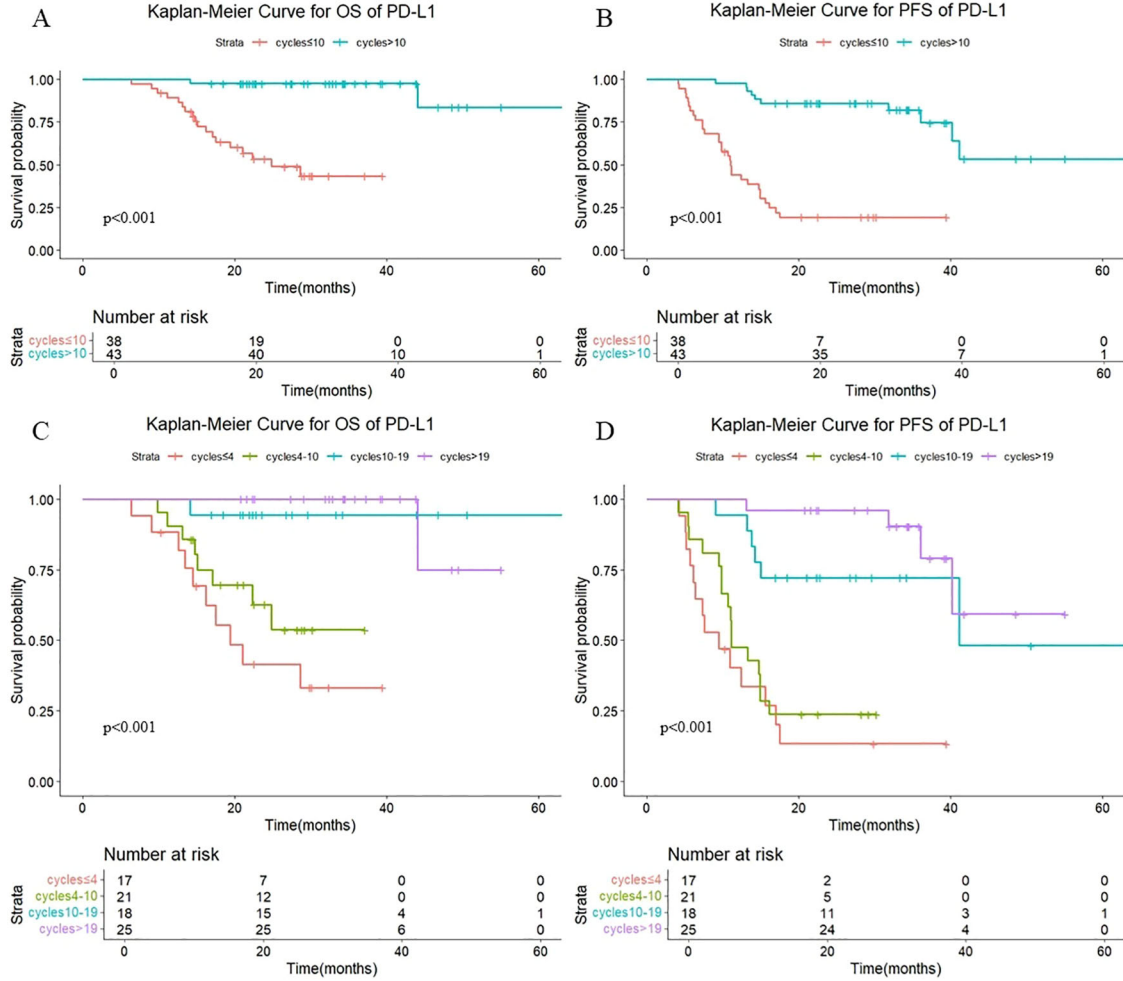 A
Kaplan-Meier Curve for OS of PD-L1
Strata cycles≤10 cycles>10
Survival probability
1.00
0.75
0.50
0.25
0.00
p<0.001
0 20 40 60
Time(months)
Number at risk
Strata
cycles≤10 38 19 0 0
cycles>10 43 40 10 1
0 20 40 60
Time(months)
B
Kaplan-Meier Curve for PFS of PD-L1
Strata cycles≤10 cycles>10
Survival probability
1.00
0.75
0.50
0.25
0.00
p<0.001
0 20 40 60
Time(months)
Number at risk
Strata
cycles≤10 38 7 0 0
cycles>10 43 35 7 1
0 20 40 60
Time(months)
C
Kaplan-Meier Curve for OS of PD-L1
Strata cycles≤4 cycles4-10 cycles10-19 cycles>19
Survival probability
1.00
0.75
0.50
0.25
0.00
p<0.001
0 20 40 60
Time(months)
Number at risk
Strata
cycles≤4 17 7 0 0
cycles4-10 21 12 0 0
cycles10-19 18 15 4 1
cycles>19 25 25 6 0
0 20 40 60
Time(months)
D
Kaplan-Meier Curve for PFS of PD-L1
Strata cycles≤4 cycles4-10 cycles10-19 cycles>19
Survival probability
1.00
0.75
0.50
0.25
0.00
p<0.001
0 20 40 60
Time(months)
Number at risk
Strata
cycles≤4 17 2 0 0
cycles4-10 21 5 0 0
cycles10-19 18 11 3 1
cycles>19 25 24 4 0
0 20 40 60
Time(months)